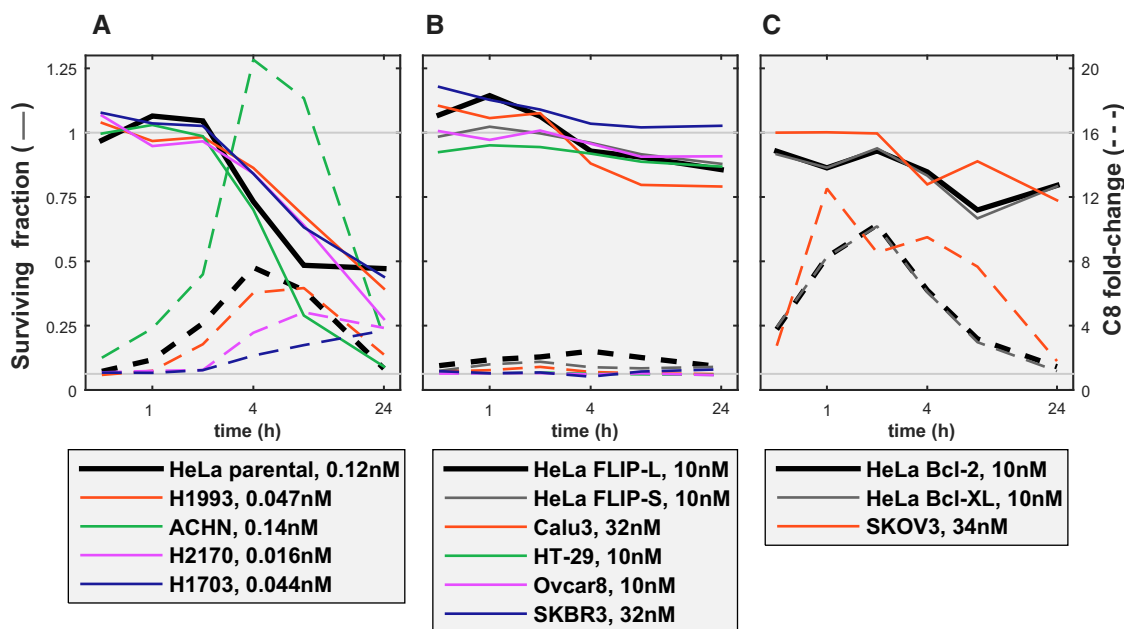 A
B
C
Surviving fraction ( — )
1.25
1
0.75
0.5
0.25
0
1
4
24
time (h)
1
4
24
time (h)
1
4
24
time (h)
20
16
12
8
4
0
C8 fold-change (- - -)
HeLa parental, 0.12nM
H1993, 0.047nM
ACHN, 0.14nM
H2170, 0.016nM
H1703, 0.044nM
HeLa FLIP-L, 10nM
HeLa FLIP-S, 10nM
Calu3, 32nM
HT-29, 10nM
Ovcar8, 10nM
SKBR3, 32nM
HeLa Bcl-2, 10nM
HeLa Bcl-XL, 10nM
SKOV3, 34nM